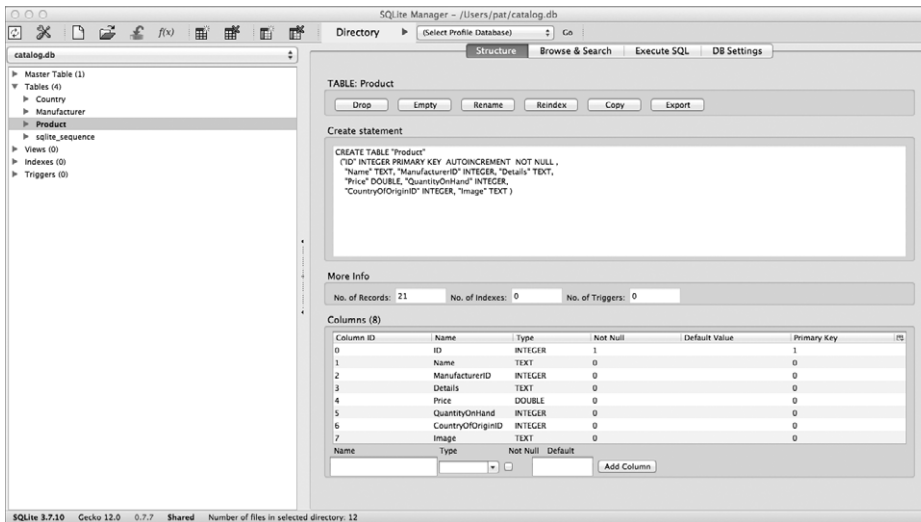 SQLite Manager - /Users/pat/catalog.db
f(x)
Directory
(Select Profile Database)
Go
catalog.db
Master Table (1)
Tables (4)
Country
Manufacturer
Product
sqlite_sequence
Views (0)
Indexes (0)
Triggers (0)
Structure Browse & Search Execute SQL DB Settings
TABLE: Product
Drop Empty Rename Reindex Copy Export
Create statement
CREATE TABLE "Product"
("ID" INTEGER PRIMARY KEY AUTOINCREMENT NOT NULL ,
"Name" TEXT, "ManufacturerID" INTEGER, "Details" TEXT,
"Price" DOUBLE, "QuantityOnHand" INTEGER,
"CountryOfOriginID" INTEGER, "Image" TEXT )
More Info
No. of Records: 21 No. of Indexes: 0 No. of Triggers: 0
Columns (8)
Column ID Name Type Not Null Default Value Primary Key
0 ID INTEGER 1 1
1 Name TEXT 0 0
2 ManufacturerID INTEGER 0 0
3 Details TEXT 0 0
4 Price DOUBLE 0 0
5 QuantityOnHand INTEGER 0 0
6 CountryOfOriginID INTEGER 0 0
7 Image TEXT 0 0
Name Type Not Null Default
Add Column
SQLite 3.7.10 Gecko 12.0 0.7.7 Shared Number of files in selected directory: 12